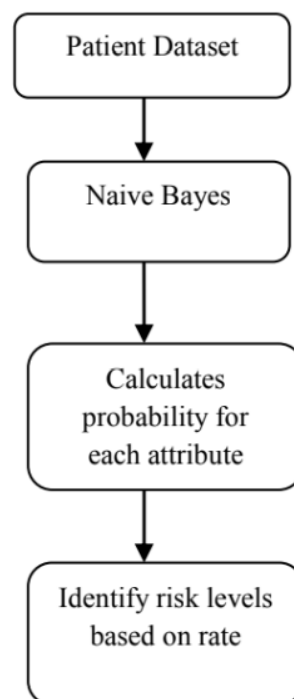 Patient Dataset
Naive Bayes
Calculates
probability for
each attribute
Identify risk levels
based on rate